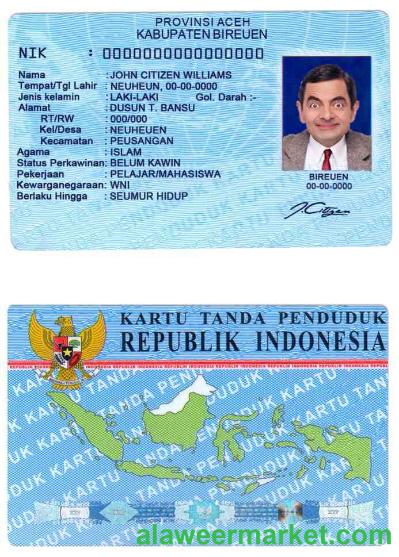 PROVINSI ACEH
KABUPATEN BIREUEN
NIK : OOOOOOOOOOOOOOOO
Nama : JOHN CITIZEN WILLIAMS
Tempat/Tgl Lahir : NEUHEUN, 00-00-0000
Jenis kelamin : LAKI-LAKI Gol. Darah :-
Alamat : DUSUN T. BANSU
RT/RW : 000/000
Kel/Desa : NEUHEUEN
Kecamatan : PEUSANGAN
Agama : ISLAM
Status Perkawinan: BELUM KAWIN
Pekerjaan : PELAJAR/MAHASISWA
Kewarganegaraan: WNI
Berlaku Hingga : SEUMUR HIDUP
BIREUEN
00-00-0000
J.Citizen
KARTU TANDA PENDUDUK
REPUBLIK INDONESIA
alaweermarket.com